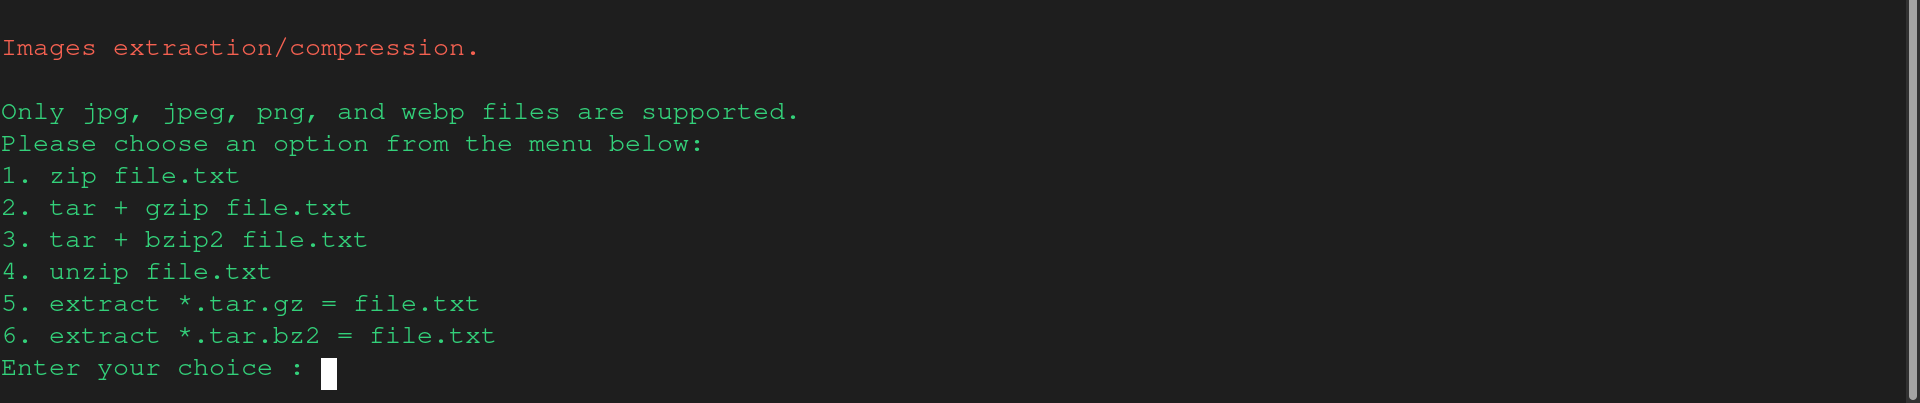 Images extraction/compression.
Only jpg, jpeg, png, and webp files are supported.
Please choose an option from the menu below:
1. zip file.txt
2. tar + gzip file.txt
3. tar + bzip2 file.txt
4. unzip file.txt
5. extract *.tar.gz = file.txt
6. extract *.tar.bz2 = file.txt
Enter your choice :